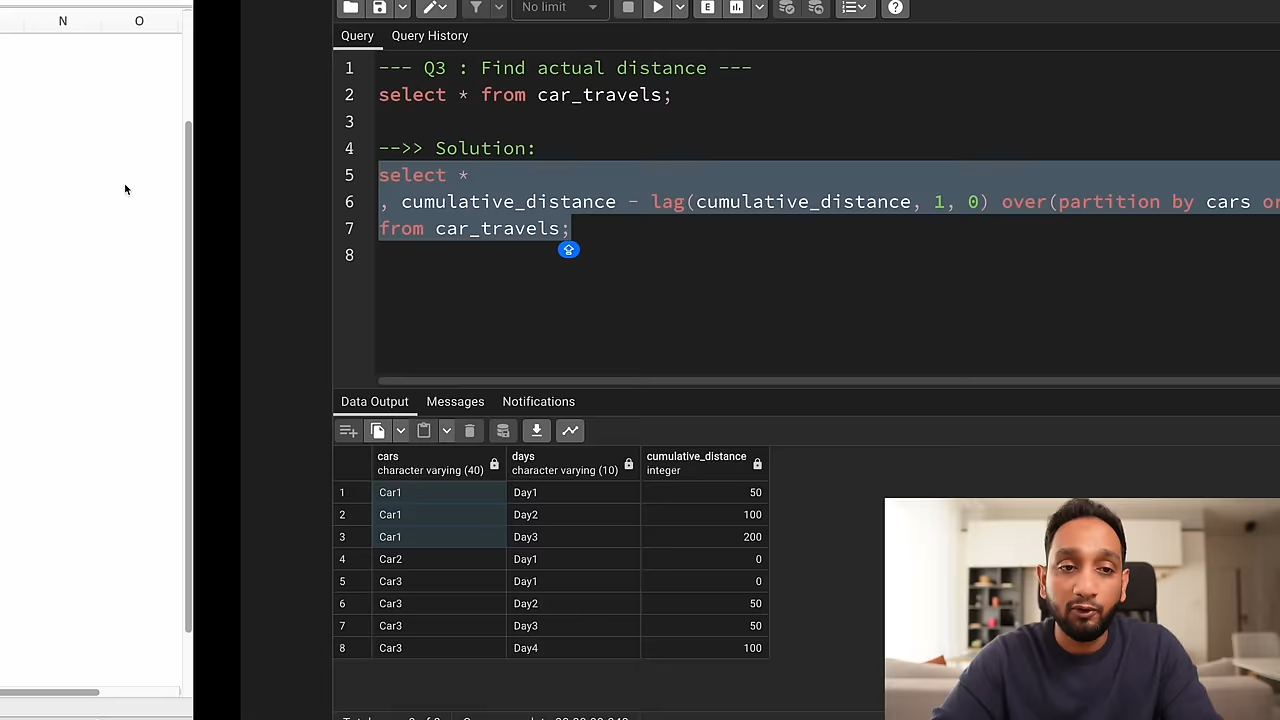 N O
No limit
E
Query Query History
1 --- Q3 : Find actual distance ---
2 select * from car_travels;
3
4 -->> Solution:
5 select *
6 , cumulative_distance - lag(cumulative_distance, 1, 0) over(partition by cars or
7 from car_travels;
8
Data Output Messages Notifications
cars days cumulative_distance
character varying (40) character varying (10) integer
1 Car1 Day1 50
2 Car1 Day2 100
3 Car1 Day3 200
4 Car2 Day1 0
5 Car3 Day1 0
6 Car3 Day2 50
7 Car3 Day3 50
8 Car3 Day4 100